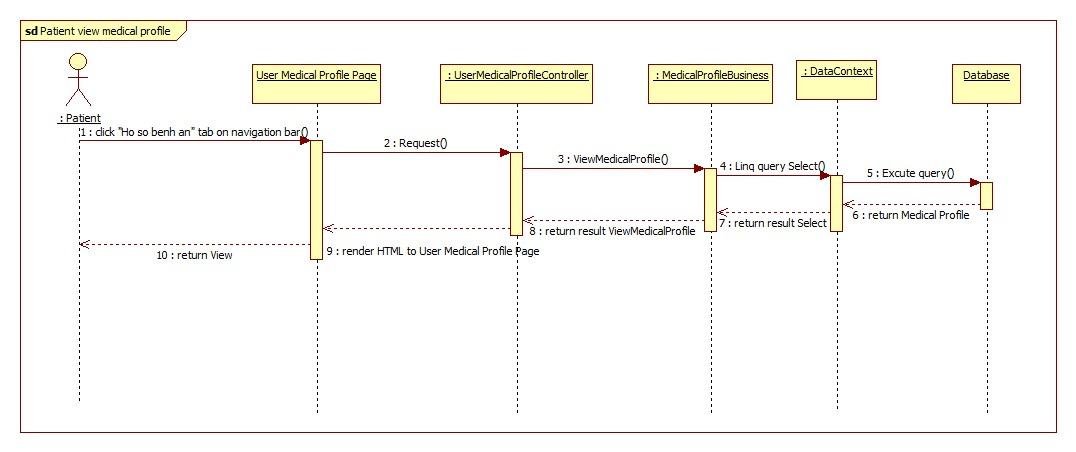 sd Patient view medical profile
: Patient
User Medical Profile Page
: UserMedicalProfileController
: MedicalProfileBusiness
: DataContext
Database
1 : click "Ho so benh an" tab on navigation bar()
2 : Request()
3 : ViewMedicalProfile()
4 : Linq query Select()
5 : Excute query()
6 : return Medical Profile
7 : return result Select
8 : return result ViewMedicalProfile
9 : render HTML to User Medical Profile Page
10 : return View